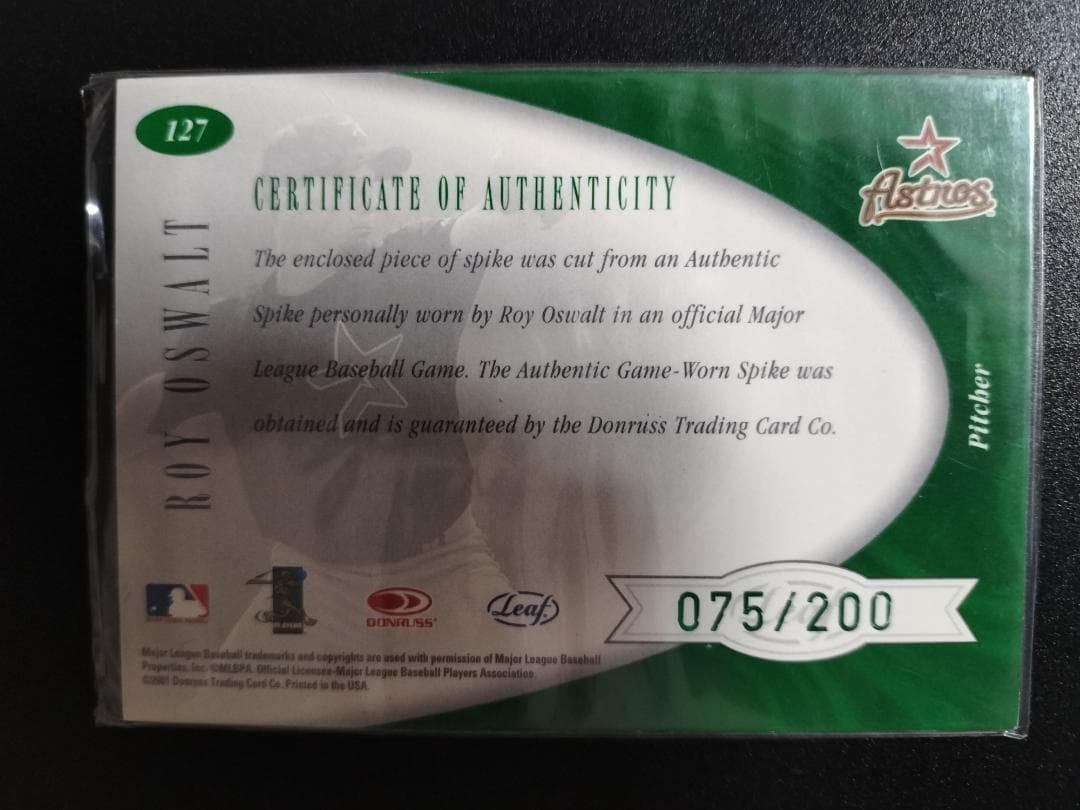 127
Astros
CERTIFICATE OF AUTHENTICITY
The enclosed piece of spike was cut from an Authentic
Spike personally worn by Roy Oswalt in an official Major
League Baseball Game. The Authentic Game-Worn Spike was
obtained and is guaranteed by the Donruss Trading Card Co.
ROY OSWALT
Pitcher
PLAYERS
DONRUSS
Leaf
075/200
Major League Baseball trademarks and copyrights are used with permission of Major League Baseball
Properties, Inc. ©MLBPA. Official Licensee-Major League Baseball Players Association
©2001 Donruss Trading Card Co. Printed in the USA